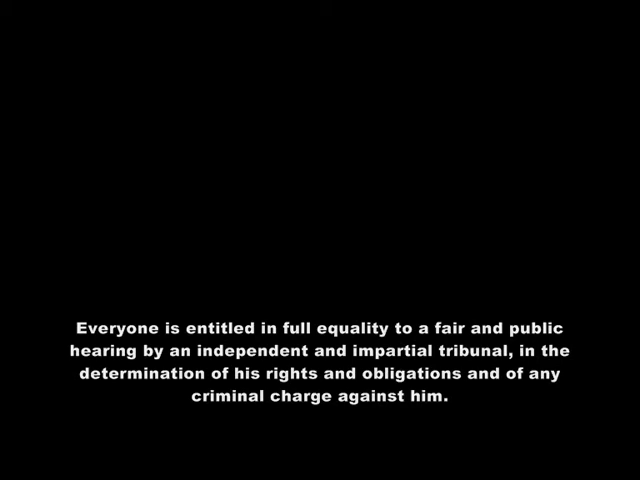 Everyone is entitled in full equality to a fair and public
hearing by an independent and impartial tribunal, in the
determination of his rights and obligations and of any
criminal charge against him.